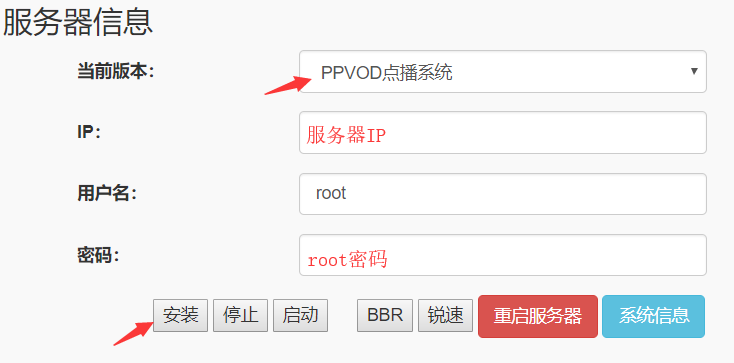 服务器信息
当前版本： PPVOD点播系统
IP： 服务器IP
用户名： root
密码： root密码
安装 停止 启动 BBR 锐速 重启服务器 系统信息